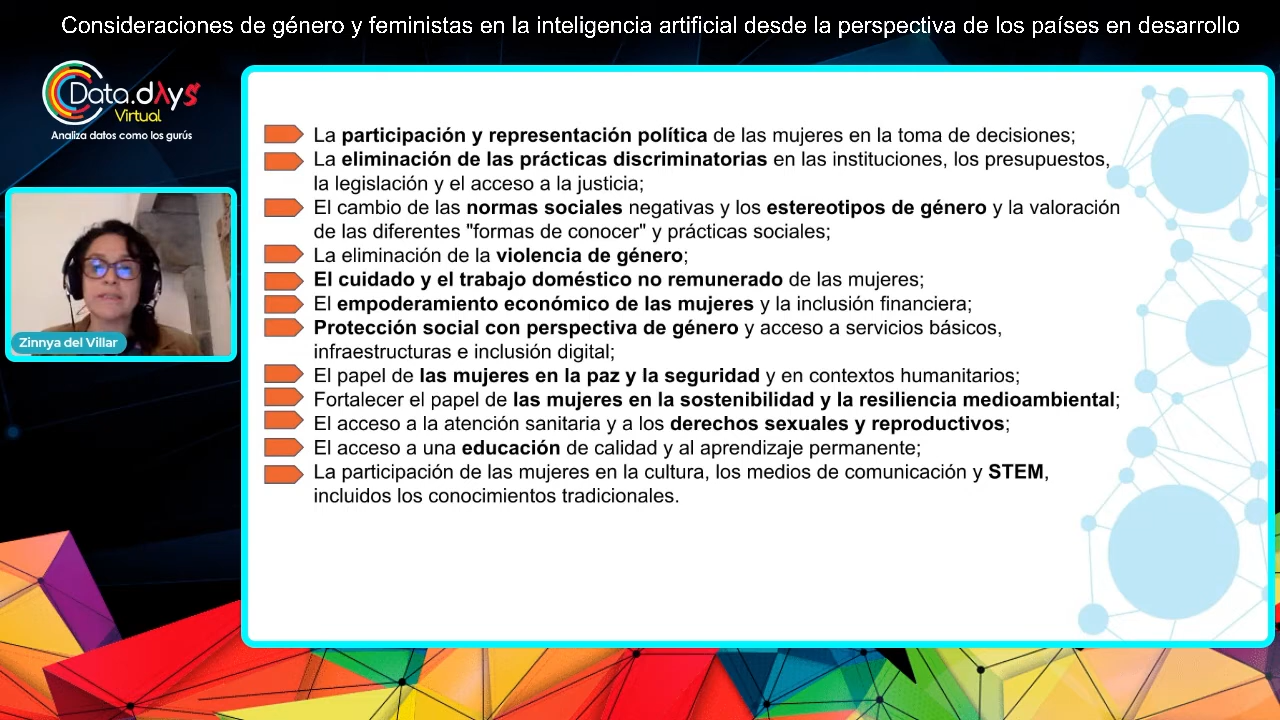 Consideraciones de género y feministas en la inteligencia artificial desde la perspectiva de los países en desarrollo
Data.dAys
Virtual
Analiza datos como los gurús
Zinnya del Villar
La participación y representación política de las mujeres en la toma de decisiones;
La eliminación de las prácticas discriminatorias en las instituciones, los presupuestos,
la legislación y el acceso a la justicia;
El cambio de las normas sociales negativas y los estereotipos de género y la valoración
de las diferentes "formas de conocer" y prácticas sociales;
La eliminación de la violencia de género;
El cuidado y el trabajo doméstico no remunerado de las mujeres;
El empoderamiento económico de las mujeres y la inclusión financiera;
Protección social con perspectiva de género y acceso a servicios básicos,
infraestructuras e inclusión digital;
El papel de las mujeres en la paz y la seguridad y en contextos humanitarios;
Fortalecer el papel de las mujeres en la sostenibilidad y la resiliencia medioambiental;
El acceso a la atención sanitaria y a los derechos sexuales y reproductivos;
El acceso a una educación de calidad y al aprendizaje permanente;
La participación de las mujeres en la cultura, los medios de comunicación y STEM,
incluidos los conocimientos tradicionales.